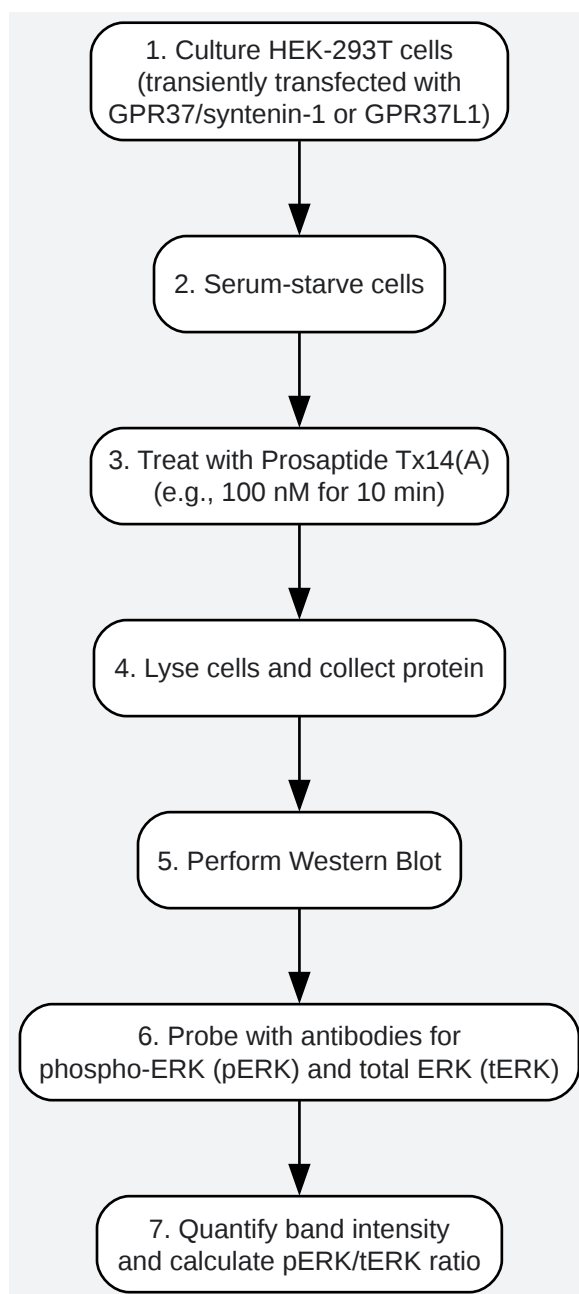 1. Culture HEK-293T cells
(transiently transfected with
GPR37/syntenin-1 or GPR37L1)
2. Serum-starve cells
3. Treat with Prosaptide Tx14(A)
(e.g., 100 nM for 10 min)
4. Lyse cells and collect protein
5. Perform Western Blot
6. Probe with antibodies for
phospho-ERK (pERK) and total ERK (tERK)
7. Quantify band intensity
and calculate pERK/tERK ratio